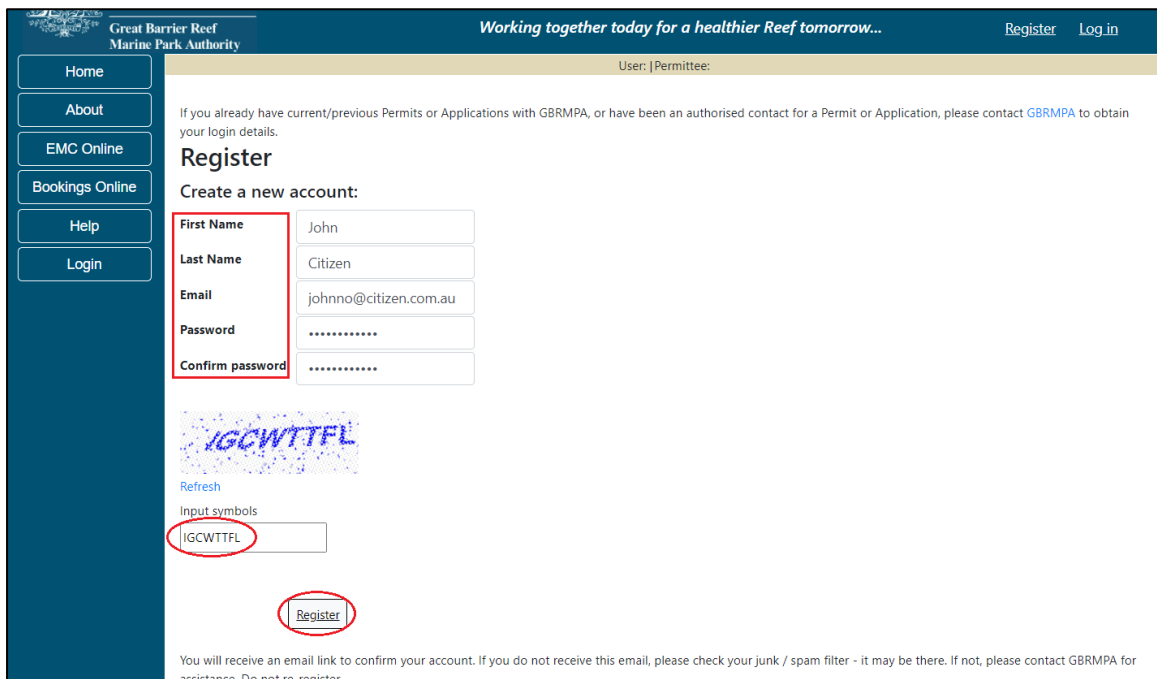 Great Barrier Reef
Marine Park Authority
Working together today for a healthier Reef tomorrow...
Register
Log in
Home
About
EMC Online
Bookings Online
Help
Login
User: |Permittee:
If you already have current/previous Permits or Applications with GBRMPA, or have been an authorised contact for a Permit or Application, please contact GBRMPA to obtain
your login details.
Register
Create a new account:
First Name
John
Last Name
Citizen
Email
johnno@citizen.com.au
Password
••••••••••••
Confirm password
••••••••••••
IGCWTTFL
Refresh
Input symbols
IGCWTTFL
Register
You will receive an email link to confirm your account. If you do not receive this email, please check your junk / spam filter - it may be there. If not, please contact GBRMPA for
assistance. Do not re-register